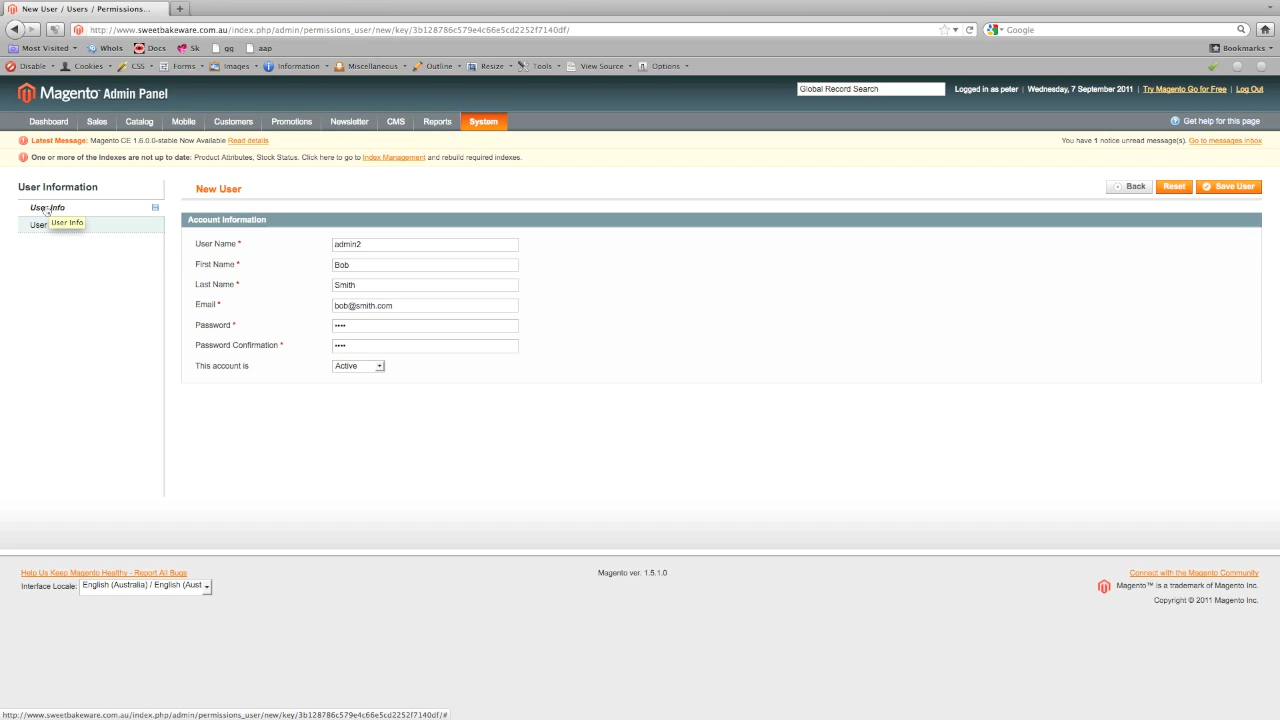 New User / Users / Permissions...
http://www.sweetbakeware.com.au/index.php/admin/permissions_user/new/key/3b128786c579e4c66e5cd2252f7140df/
Google
Most Visited WhoIs Docs Sk gg aap Bookmarks
Disable Cookies CSS Forms Images Information Miscellaneous Outline Resize Tools View Source Options
Magento Admin Panel
Global Record Search Logged in as peter | Wednesday, 7 September 2011 | Try Magento Go for Free | Log Out
Dashboard Sales Catalog Mobile Customers Promotions Newsletter CMS Reports System Get help for this page
Latest Message: Magento CE 1.6.0.0-stable Now Available Read details You have 1 notice unread message(s). Go to messages inbox
One or more of the Indexes are not up to date: Product Attributes, Stock Status. Click here to go to Index Management and rebuild required indexes.
User Information
User Info
User Info
User
New User
Back Reset Save User
Account Information
User Name * admin2
First Name * Bob
Last Name * Smith
Email * bob@smith.com
Password * ••••
Password Confirmation * ••••
This account is Active
Help Us Keep Magento Healthy - Report All Bugs
Interface Locale: English (Australia) / English (Aust
Magento ver. 1.5.1.0
Connect with the Magento Community
Magento™ is a trademark of Magento Inc.
Copyright © 2011 Magento Inc.
http://www.sweetbakeware.com.au/index.php/admin/permissions_user/new/key/3b128786c579e4c66e5cd2252f7140df/#